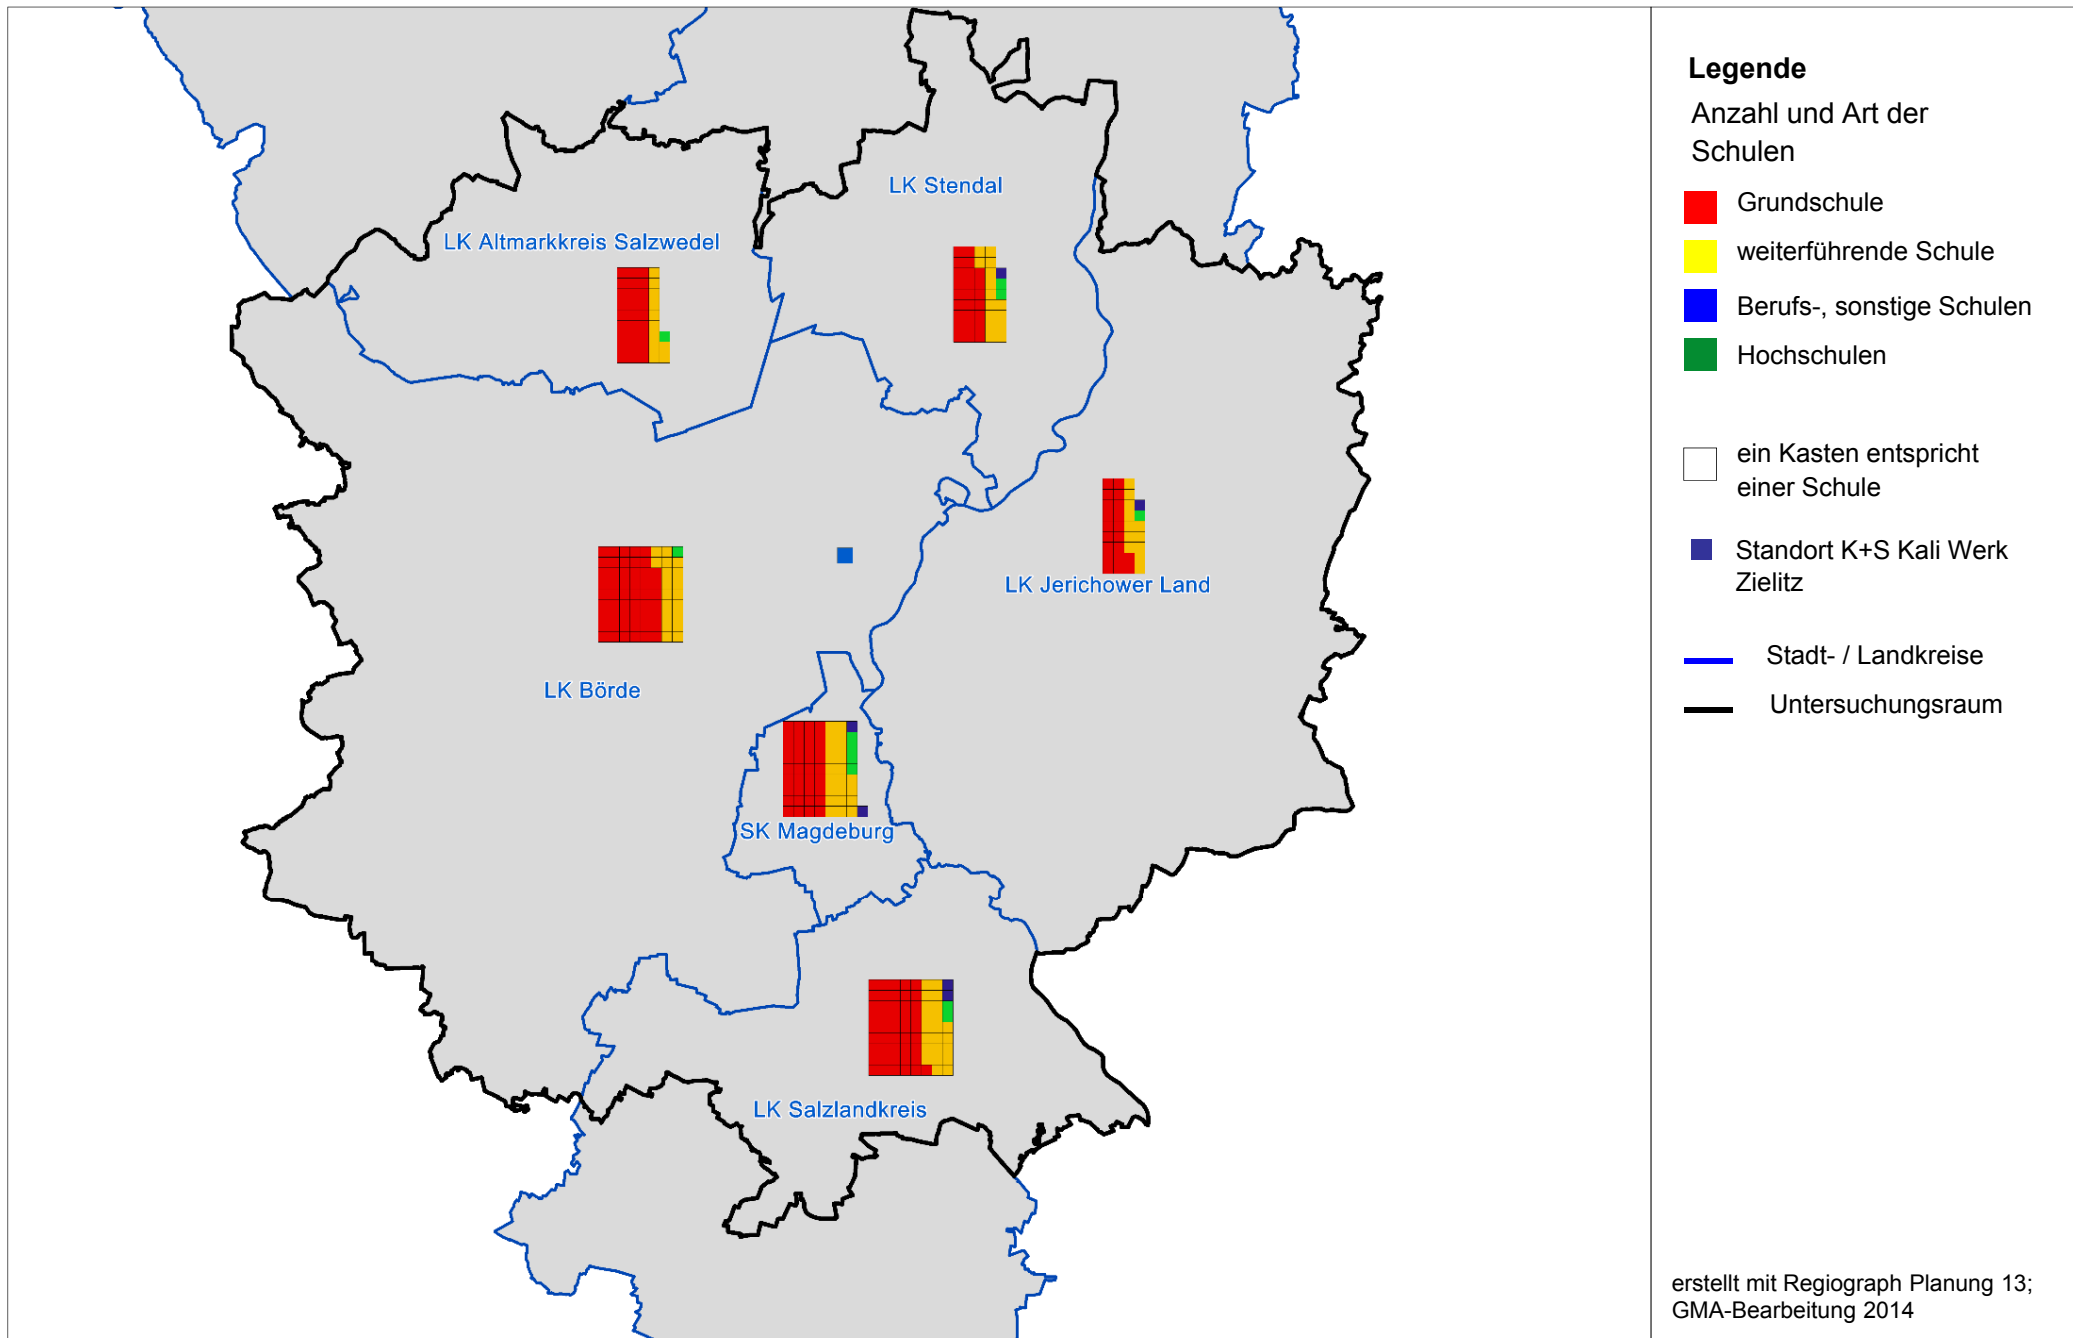 LK Stendal
LK Altmarkkreis Salzwedel
LK Jerichower Land
LK Börde
SK Magdeburg
LK Salzlandkreis
Legende
Anzahl und Art der
Schulen
Grundschule
weiterführende Schule
Berufs-, sonstige Schulen
Hochschulen
ein Kasten entspricht
einer Schule
Standort K+S Kali Werk
Zielitz
Stadt- / Landkreise
Untersuchungsraum
erstellt mit Regiograph Planung 13;
GMA-Bearbeitung 2014